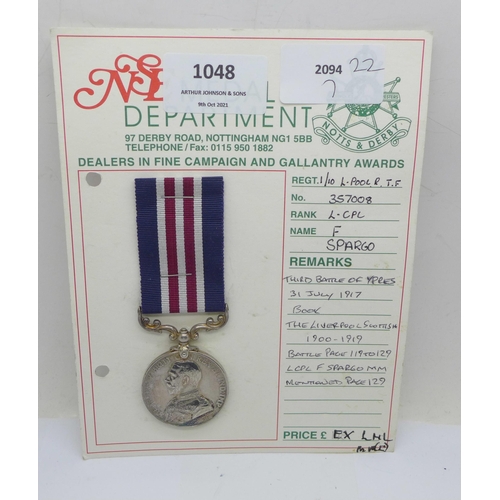 1048
ARTHUR JOHNSON & SONS
9th Oct 2021
2094 22
7
DEPARTMENT
NOTTS & DERBY
97 DERBY ROAD, NOTTINGHAM NG1 5BB
TELEPHONE / Fax: 0115 950 1882
DEALERS IN FINE CAMPAIGN AND GALLANTRY AWARDS
REGT. 1/10 L-POOL R. T.F
No. 357008
RANK L-CPL
NAME F
SPARGO
REMARKS
THIRD BATTLE OF YPRES
31 JULY 1917
BOOK
THE LIVERPOOL SCOTTISH
1900-1919
BATTLE PAGE 119 TO 129
LCPL F SPARGO MM
MENTIONED PAGE 129
PRICE £ EX